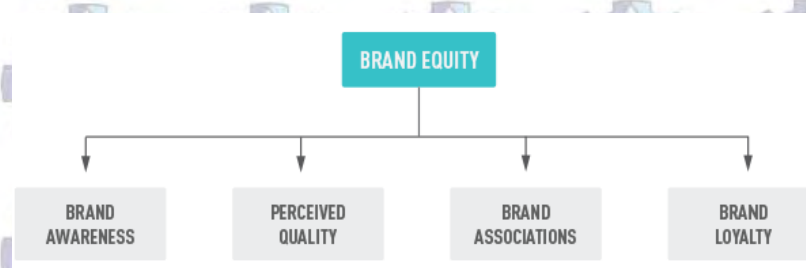 BRAND EQUITY
BRAND
AWARENESS
PERCEIVED
QUALITY
BRAND
ASSOCIATIONS
BRAND
LOYALTY